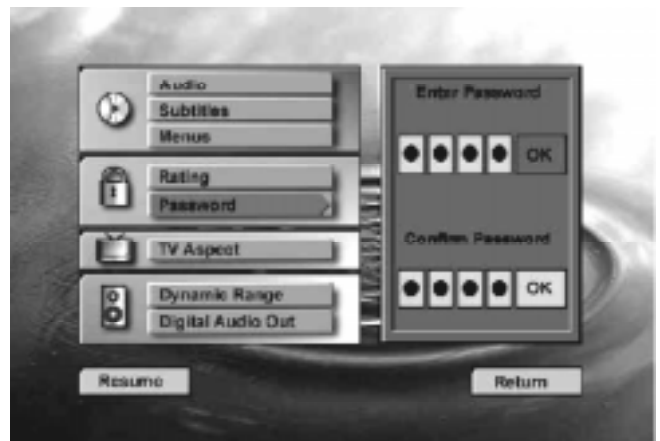 Audio
Subtitles
Menus
Rating
Password
TV Aspect
Dynamic Range
Digital Audio Out
Enter Password
OK
Confirm Password
OK
Resume
Return